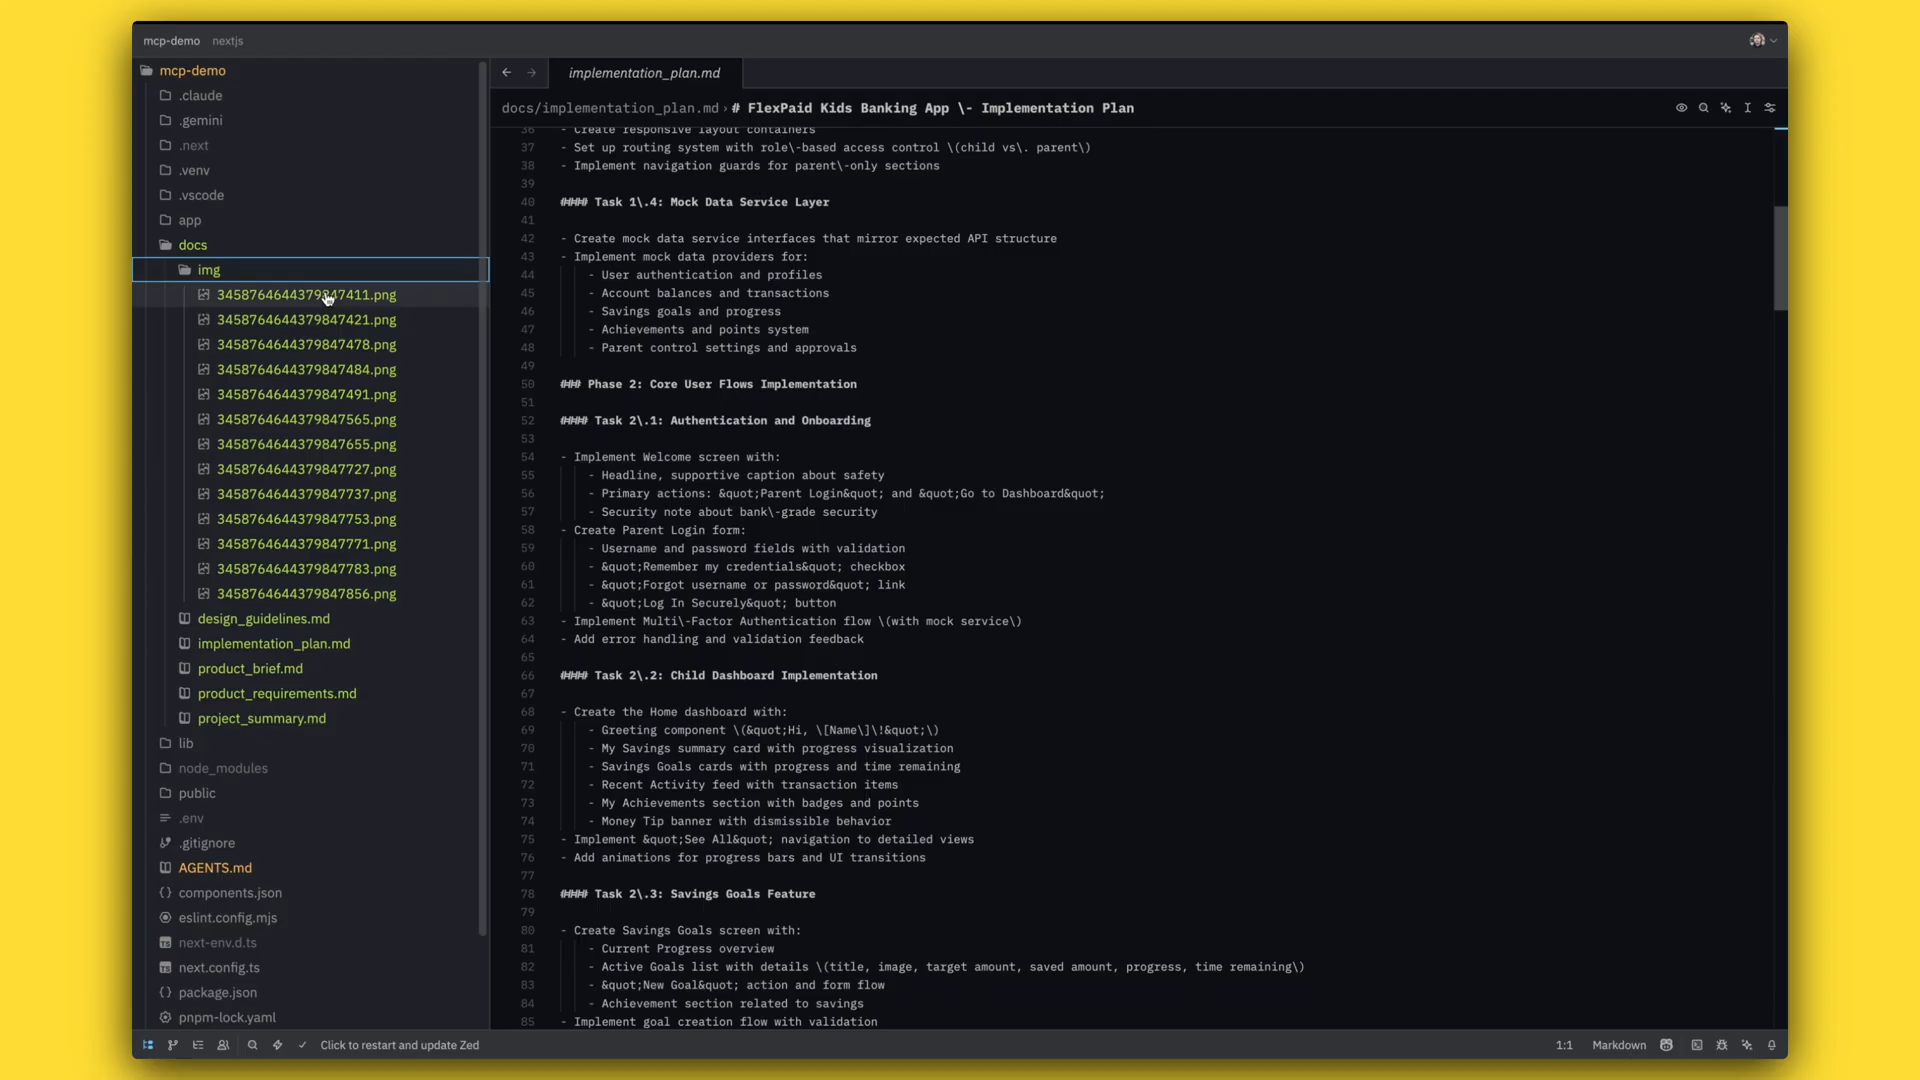 mcp-demo nextjs
mcp-demo
.claude
.gemini
.next
.venv
.vscode
app
docs
img
3458764644379847411.png
3458764644379847421.png
3458764644379847478.png
3458764644379847484.png
3458764644379847491.png
3458764644379847565.png
3458764644379847655.png
3458764644379847727.png
3458764644379847737.png
3458764644379847753.png
3458764644379847771.png
3458764644379847783.png
3458764644379847856.png
design_guidelines.md
implementation_plan.md
product_brief.md
product_requirements.md
project_summary.md
lib
node_modules
public
.env
.gitignore
AGENTS.md
components.json
eslint.config.mjs
next-env.d.ts
next.config.ts
package.json
pnpm-lock.yaml
implementation_plan.md
docs/implementation_plan.md › # FlexPaid Kids Banking App \- Implementation Plan
36 - Create responsive layout containers
37 - Set up routing system with role\-based access control \(child vs\. parent\)
38 - Implement navigation guards for parent\-only sections
39
40 #### Task 1\.4: Mock Data Service Layer
41
42 - Create mock data service interfaces that mirror expected API structure
43 - Implement mock data providers for:
44 - User authentication and profiles
45 - Account balances and transactions
46 - Savings goals and progress
47 - Achievements and points system
48 - Parent control settings and approvals
49
50 ### Phase 2: Core User Flows Implementation
51
52 #### Task 2\.1: Authentication and Onboarding
53
54 - Implement Welcome screen with:
55 - Headline, supportive caption about safety
56 - Primary actions: &quot;Parent Login&quot; and &quot;Go to Dashboard&quot;
57 - Security note about bank\-grade security
58 - Create Parent Login form:
59 - Username and password fields with validation
60 - &quot;Remember my credentials&quot; checkbox
61 - &quot;Forgot username or password&quot; link
62 - &quot;Log In Securely&quot; button
63 - Implement Multi\-Factor Authentication flow \(with mock service\)
64 - Add error handling and validation feedback
65
66 #### Task 2\.2: Child Dashboard Implementation
67
68 - Create the Home dashboard with:
69 - Greeting component \(&quot;Hi, \[Name\]\!&quot;\)
70 - My Savings summary card with progress visualization
71 - Savings Goals cards with progress and time remaining
72 - Recent Activity feed with transaction items
73 - My Achievements section with badges and points
74 - Money Tip banner with dismissible behavior
75 - Implement &quot;See All&quot; navigation to detailed views
76 - Add animations for progress bars and UI transitions
77
78 #### Task 2\.3: Savings Goals Feature
79
80 - Create Savings Goals screen with:
81 - Current Progress overview
82 - Active Goals list with details \(title, image, target amount, saved amount, progress, time remaining\)
83 - &quot;New Goal&quot; action and form flow
84 - Achievement section related to savings
85 - Implement goal creation flow with validation
Click to restart and update Zed
1:1 Markdown